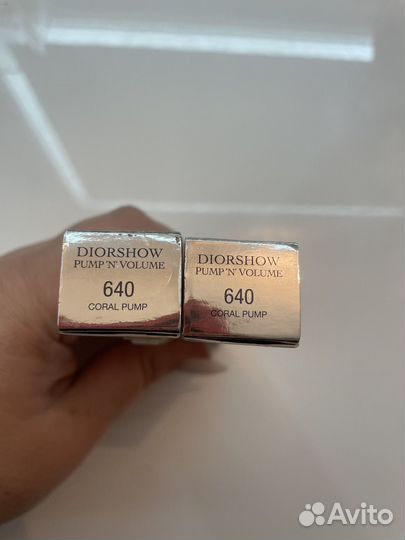 DIORSHOW
PUMP 'N' VOLUME
640
CORAL PUMP
DIORSHOW
PUMP 'N' VOLUME
640
CORAL PUMP
Avito